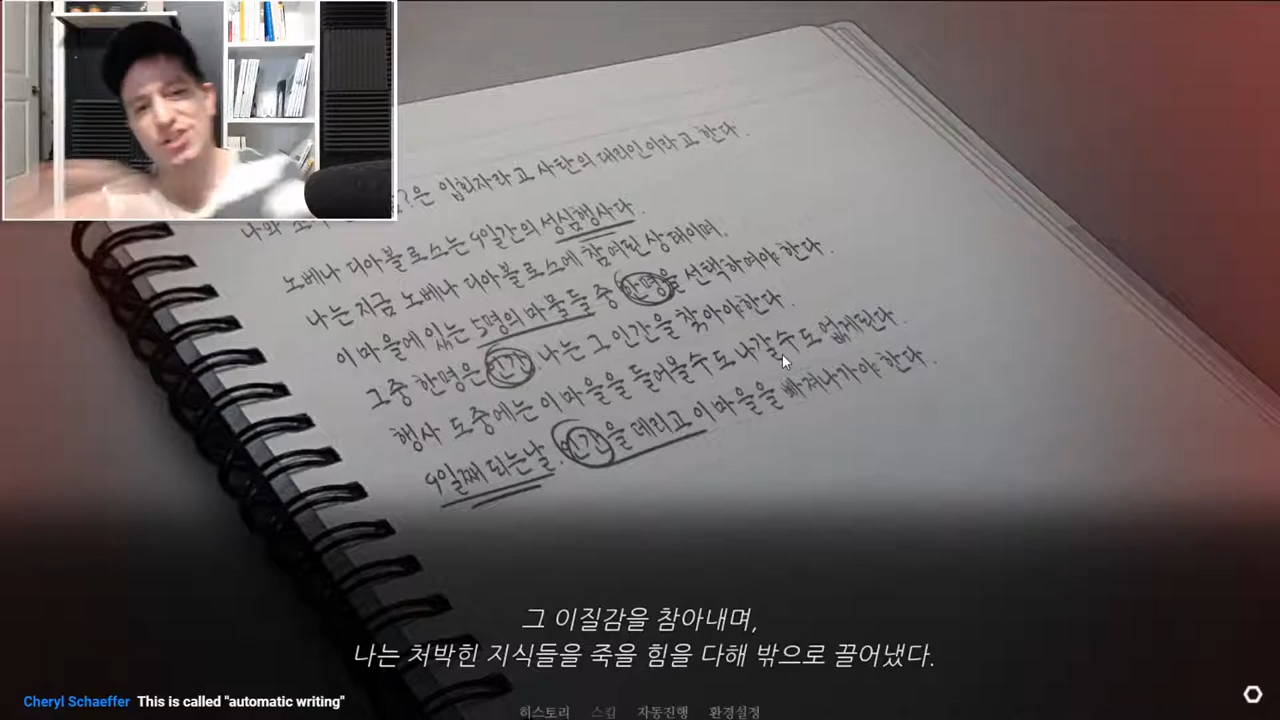 은 입회자라고 사탄의 대리인이라고 한다.
노베나 디아볼로스는 9일간의 성심행사다.
나는 지금 노베나 디아볼로스에 참여된 상태이며,
이 마을에 있는 5명의 마물들 중 한명을 선택하여야 한다.
그중 한명은 인간. 나는 그 인간을 찾아야한다.
행사 도중에는 이 마을을 들어올수도 나갈수도 없게된다.
9일째 되는날. 인간을 데리고 이 마을을 빠져나가야 한다.
그 이질감을 참아내며,
나는 처박힌 지식들을 죽을 힘을 다해 밖으로 끌어냈다.
Cheryl Schaeffer This is called "automatic writing"
히스토리 스킵 자동진행 환경설정